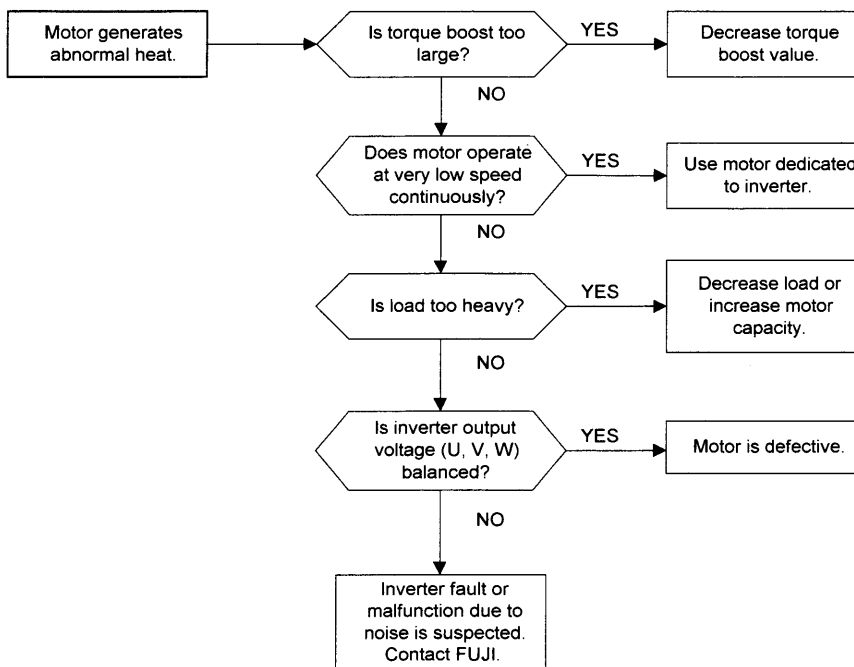 Motor generates
abnormal heat.
Is torque boost too
large?
YES
Decrease torque
boost value.
NO
Does motor operate
at very low speed
continuously?
YES
Use motor dedicated
to inverter.
NO
Is load too heavy?
YES
Decrease load or
increase motor
capacity.
NO
Is inverter output
voltage (U, V, W)
balanced?
YES
Motor is defective.
NO
Inverter fault or
malfunction due to
noise is suspected.
Contact FUJI.